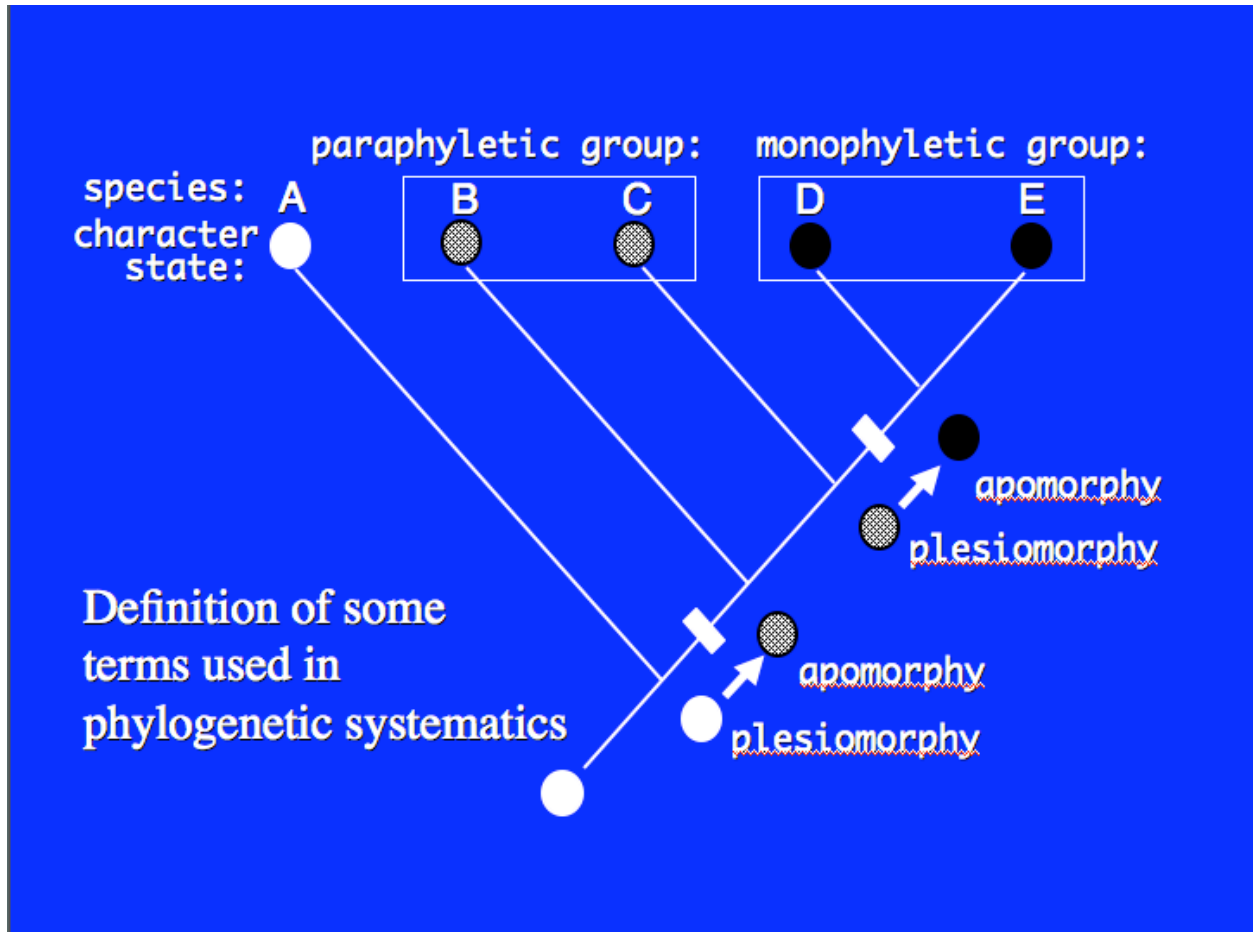 paraphyletic group: monophyletic group:
species: A B C D E
character
state:
apomorphy
plesiomorphy
Definition of some
terms used in
phylogenetic systematics
apomorphy
plesiomorphy